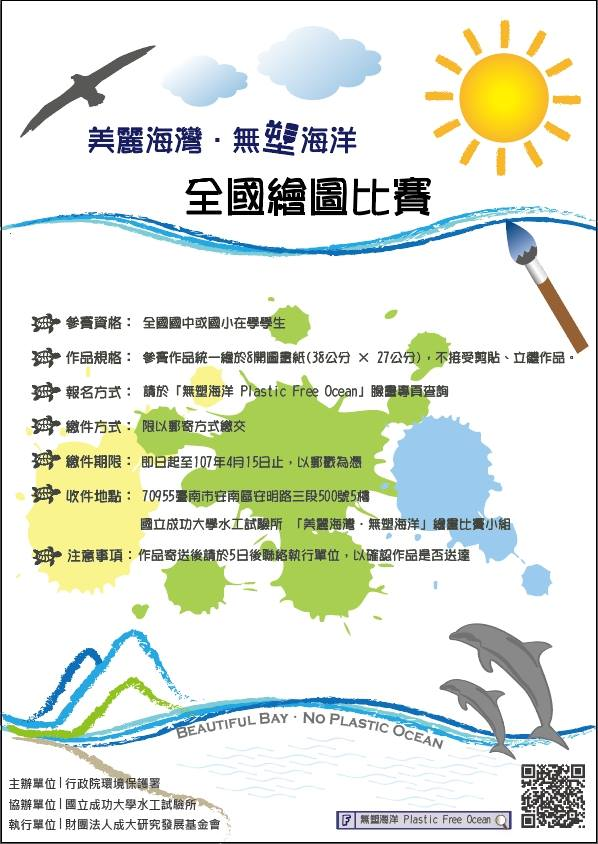 美麗海灣・無塑海洋
全國繪圖比賽
參賽資格： 全國國中或國小在學學生
作品規格： 參賽作品統一繪於8開圖畫紙(38公分 × 27公分)，不接受剪貼、立體作品。
報名方式： 請於「無塑海洋 Plastic Free Ocean」臉書專頁查詢
繳件方式： 限以郵寄方式繳交
繳件期限： 即日起至107年4月15日止，以郵戳為憑
收件地點： 70955臺南市安南區安明路三段500號5樓
國立成功大學水工試驗所 「美麗海灣・無塑海洋」繪畫比賽小組
注意事項：作品寄送後請於5日後聯絡執行單位，以確認作品是否送達
BEAUTIFUL BAY・NO PLASTIC OCEAN
主辦單位|行政院環境保護署
協辦單位|國立成功大學水工試驗所
執行單位|財團法人成大研究發展基金會
F 無塑海洋 Plastic Free Ocean